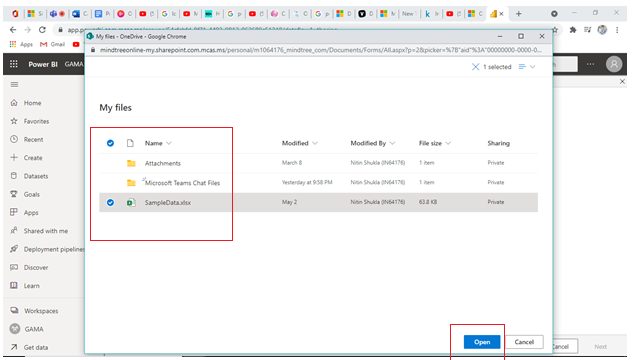 Apps
Gmail
My files - OneDrive - Google Chrome
mindtreeonline-my.sharepoint.com.mcas.ms/personal/m1064176_mindtree_com/Documents/Forms/All.aspx?p=2&picker=%7B"aid"%3A"00000000-0000-0...
Power BI
GAMA
1 selected
Home
Favorites
Recent
Create
Datasets
Goals
Apps
Shared with me
Deployment pipelines
Discover
Learn
Workspaces
GAMA
Get data
My files
Name
Modified
Modified By
File size
Sharing
Attachments
March 8
Nitin Shukla (IN64176)
1 item
Private
Microsoft Teams Chat Files
Yesterday at 9:58 PM
Nitin Shukla (IN64176)
1 item
Private
SampleData.xlsx
May 2
Nitin Shukla (IN64176)
63.8 KB
Private
Open
Cancel
Cancel
Next